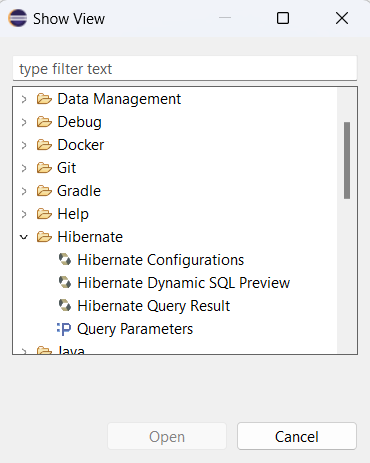 Show View
type filter text
Data Management
Debug
Docker
Git
Gradle
Help
Hibernate
Hibernate Configurations
Hibernate Dynamic SQL Preview
Hibernate Query Result
Query Parameters
Java
Open
Cancel